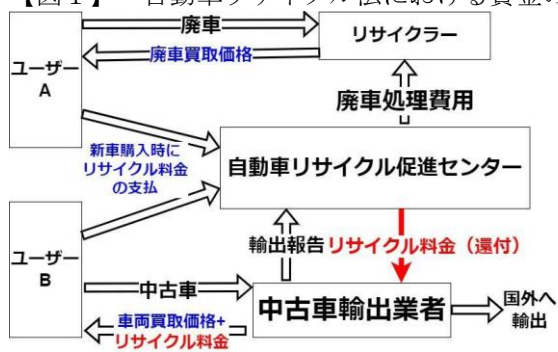 【図1】 自動車リサイクル法における資金の
廃車
リサイクラー
廃車買取価格
ユーザー
A
廃車処理費用
新車購入時に
リサイクル料金
の支払
自動車リサイクル促進センター
輸出報告
リサイクル料金（還付）
ユーザー
B
中古車
中古車輸出業者
国外へ
輸出
車両買取価格+
リサイクル料金